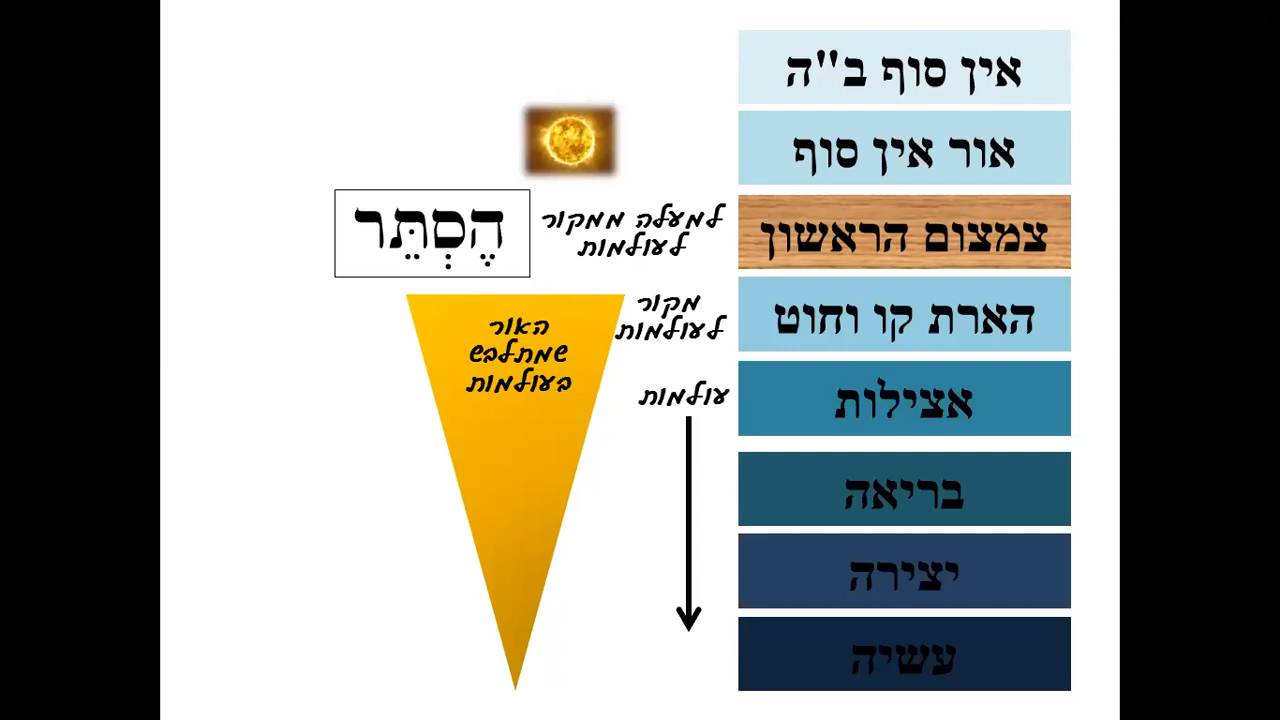 אין סוף ב"ה
אור אין סוף
צמצום הראשון
למעלה ממקור
לעולמות
הֶסְתֵּר
הארת קו וחוט
מקור
לעולמות
האור
שמתלבש
בעולמות
אצילות
עולמות
בריאה
יצירה
עשיה